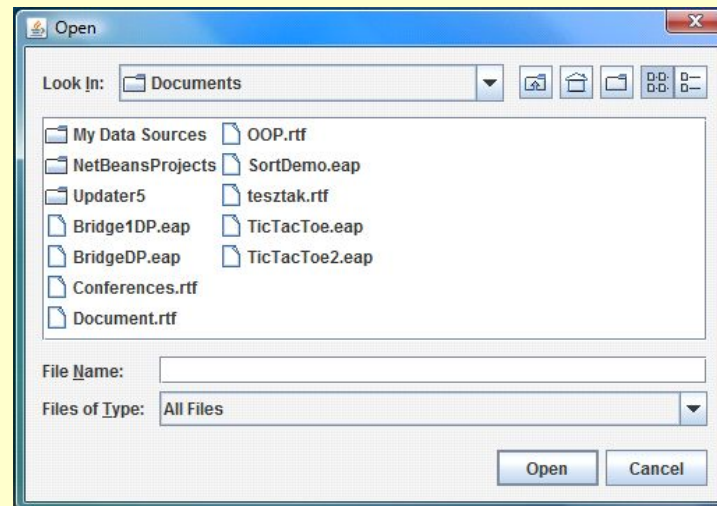 Open
Look In: Documents
My Data Sources OOP.rtf
NetBeansProjects SortDemo.eap
Updater5 tesztak.rtf
Bridge1DP.eap TicTacToe.eap
BridgeDP.eap TicTacToe2.eap
Conferences.rtf
Document.rtf
File Name:
Files of Type: All Files
Open Cancel